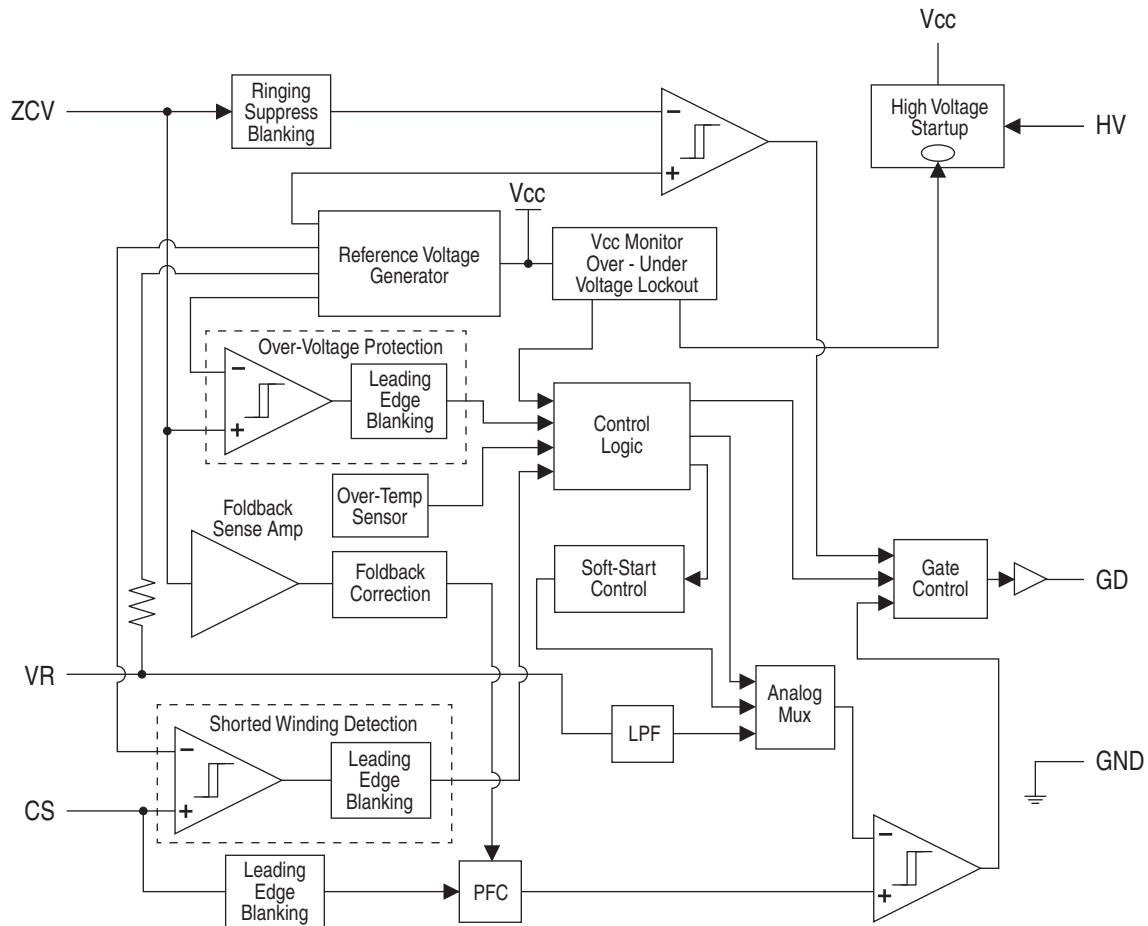 Vcc
ZCV
Ringing
Suppress
Blanking
−
+
High Voltage
Startup
HV
Vcc
Reference Voltage
Generator
Vcc Monitor
Over - Under
Voltage Lockout
Over-Voltage Protection
−
+
Leading
Edge
Blanking
Control
Logic
Over-Temp
Sensor
Foldback
Sense Amp
Foldback
Correction
Soft-Start
Control
Gate
Control
GD
VR
Analog
Mux
LPF
Shorted Winding Detection
−
+
Leading
Edge
Blanking
CS
GND
Leading
Edge
Blanking
PFC
−
+